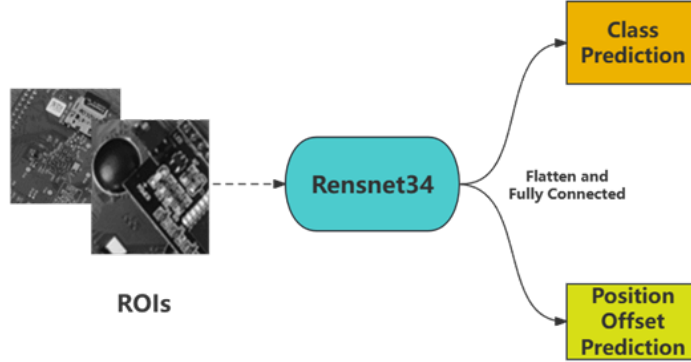 Class
Prediction
Rensnet34
Flatten and
Fully Connected
ROIs
Position
Offset
Prediction